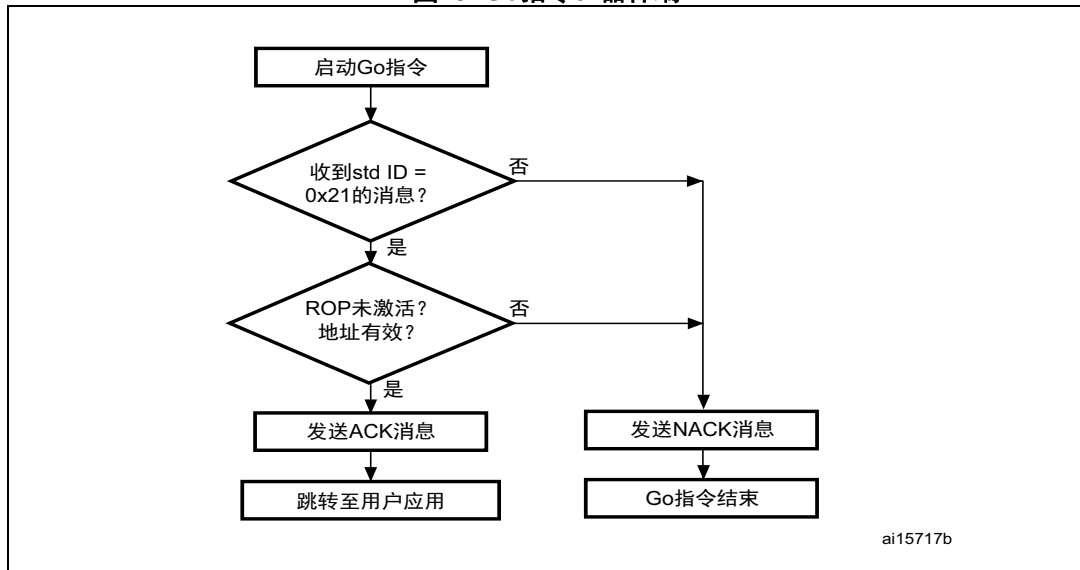 启动Go指令
收到std ID =
0x21的消息?
否
是
ROP未激活?
地址有效?
否
是
发送ACK消息
发送NACK消息
跳转至用户应用
Go指令结束
ai15717b